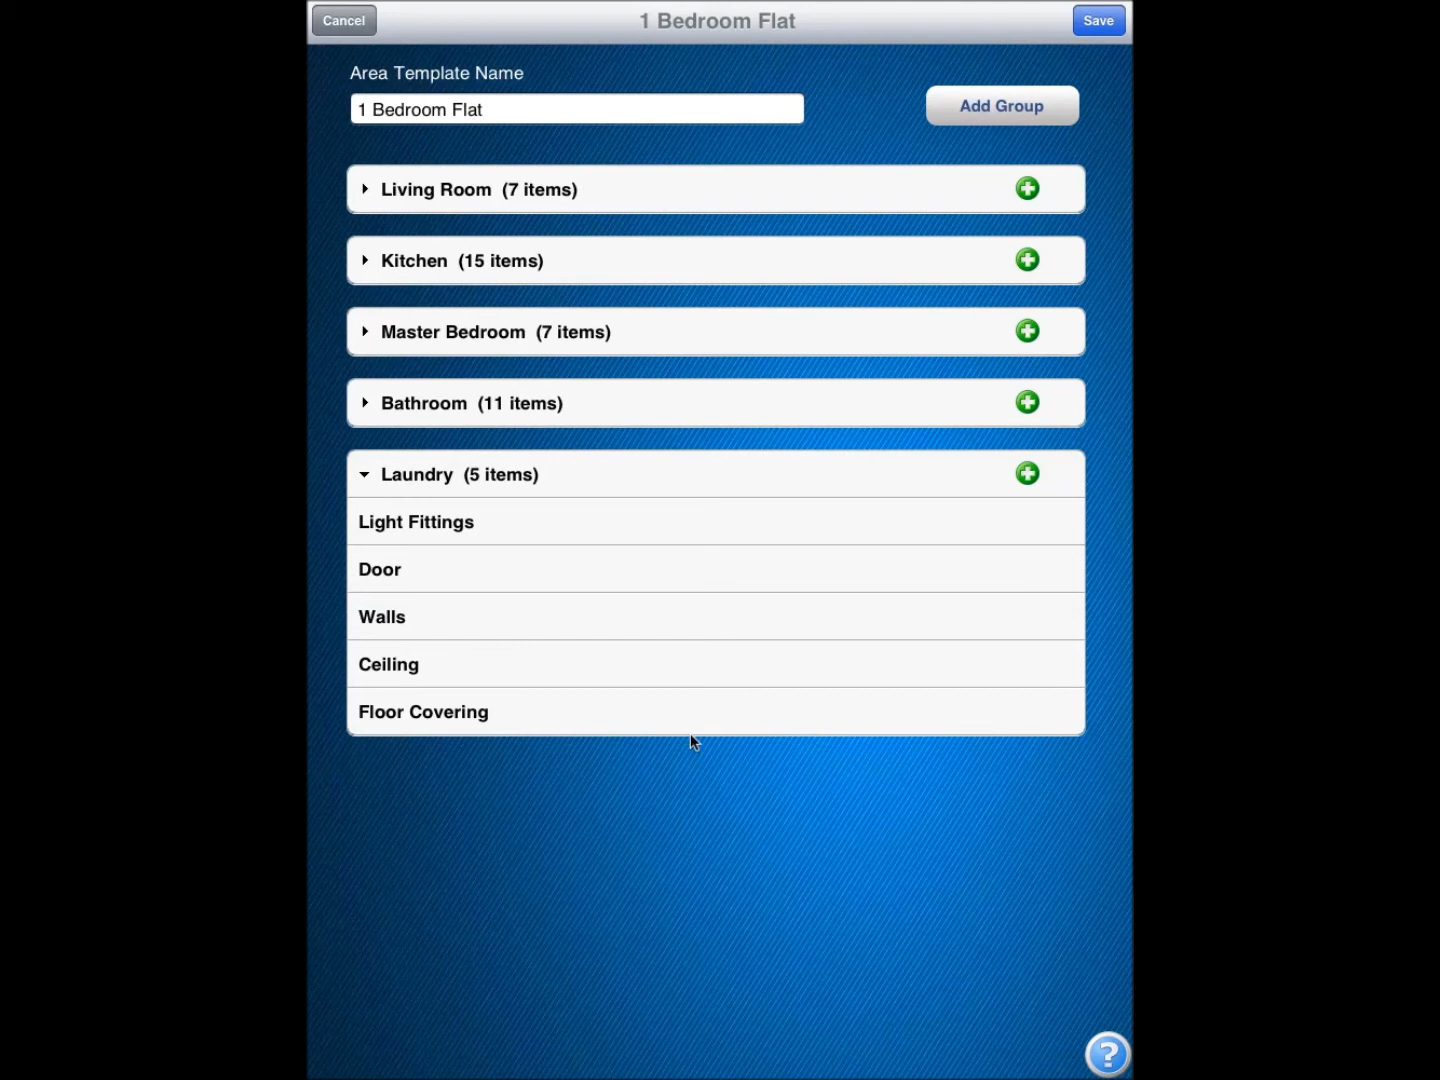 Cancel
1 Bedroom Flat
Save
Area Template Name
1 Bedroom Flat
Add Group
Living Room (7 items)
Kitchen (15 items)
Master Bedroom (7 items)
Bathroom (11 items)
Laundry (5 items)
Light Fittings
Door
Walls
Ceiling
Floor Covering
?